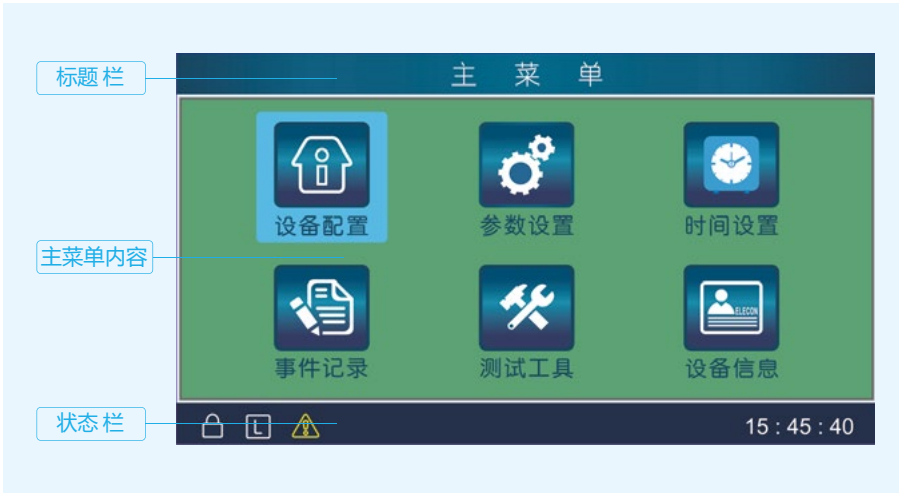 标题栏
主菜单
设备配置
参数设置
时间设置
主菜单内容
ELECON
事件记录
测试工具
设备信息
状态栏
L
15:45:40